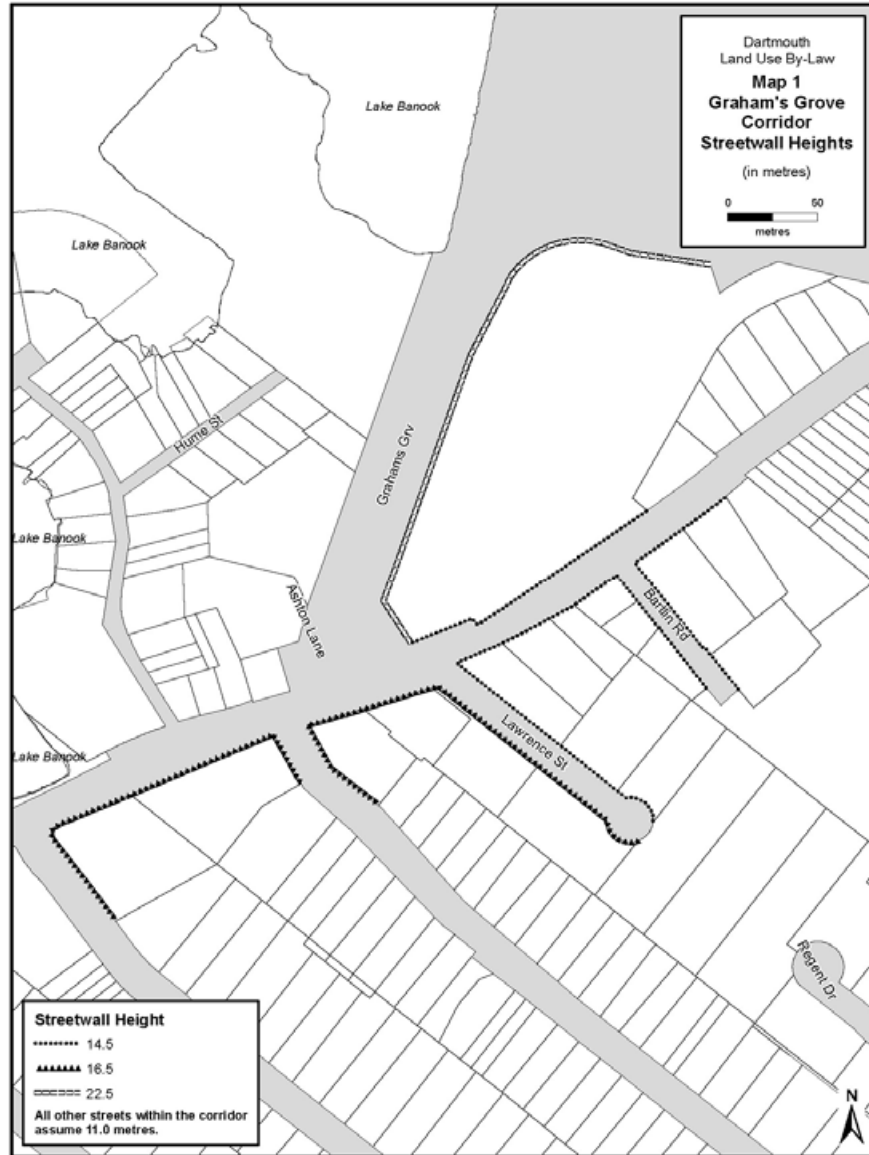 Dartmouth
Land Use By-Law
Map 1
Graham's Grove
Corridor
Streetwall Heights
(in metres)
0 50
metres
Lake Banook
Lake Banook
Hume St
Grahams Grv
Lake Banook
Ashton Lane
Bartlin Rd
Lawrence St
Lake Banook
Regent Dr
Streetwall Height
14.5
16.5
22.5
All other streets within the corridor
assume 11.0 metres.
N